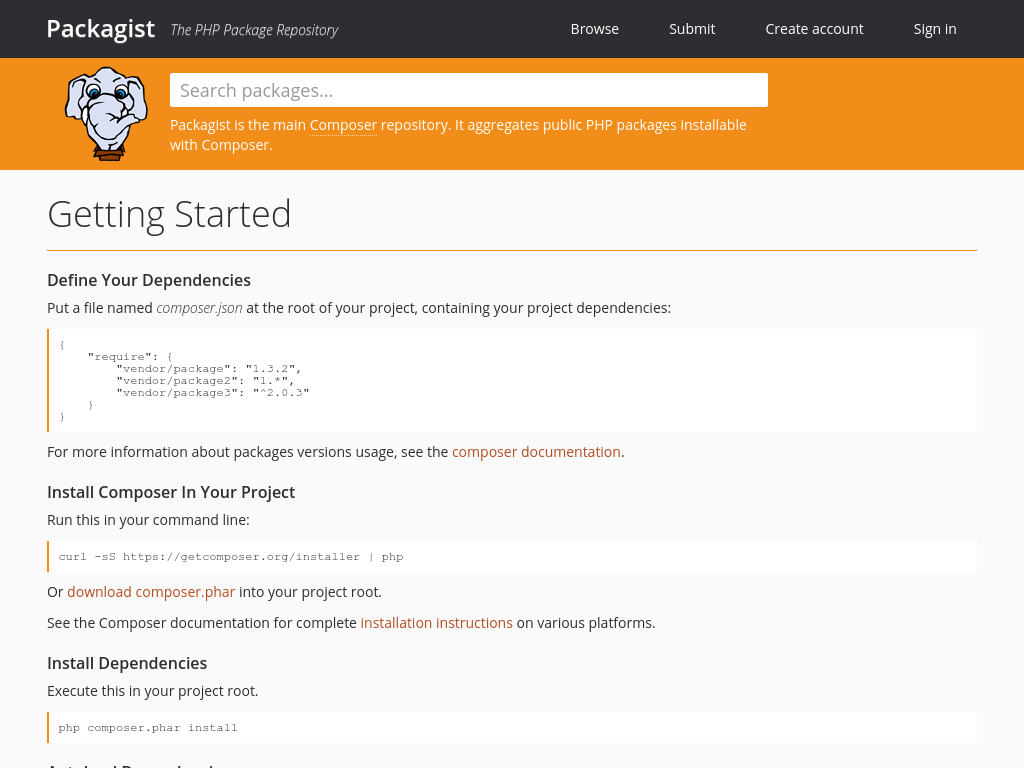 Packagist The PHP Package Repository Browse Submit Create account Sign in
Search packages...
Packagist is the main Composer repository. It aggregates public PHP packages installable
with Composer.
Getting Started
Define Your Dependencies
Put a file named composer.json at the root of your project, containing your project dependencies:
{
    "require": {
        "vendor/package": "1.3.2",
        "vendor/package2": "1.*",
        "vendor/package3": "^2.0.3"
    }
}
For more information about packages versions usage, see the composer documentation.
Install Composer In Your Project
Run this in your command line:
curl -sS https://getcomposer.org/installer | php
Or download composer.phar into your project root.
See the Composer documentation for complete installation instructions on various platforms.
Install Dependencies
Execute this in your project root.
php composer.phar install